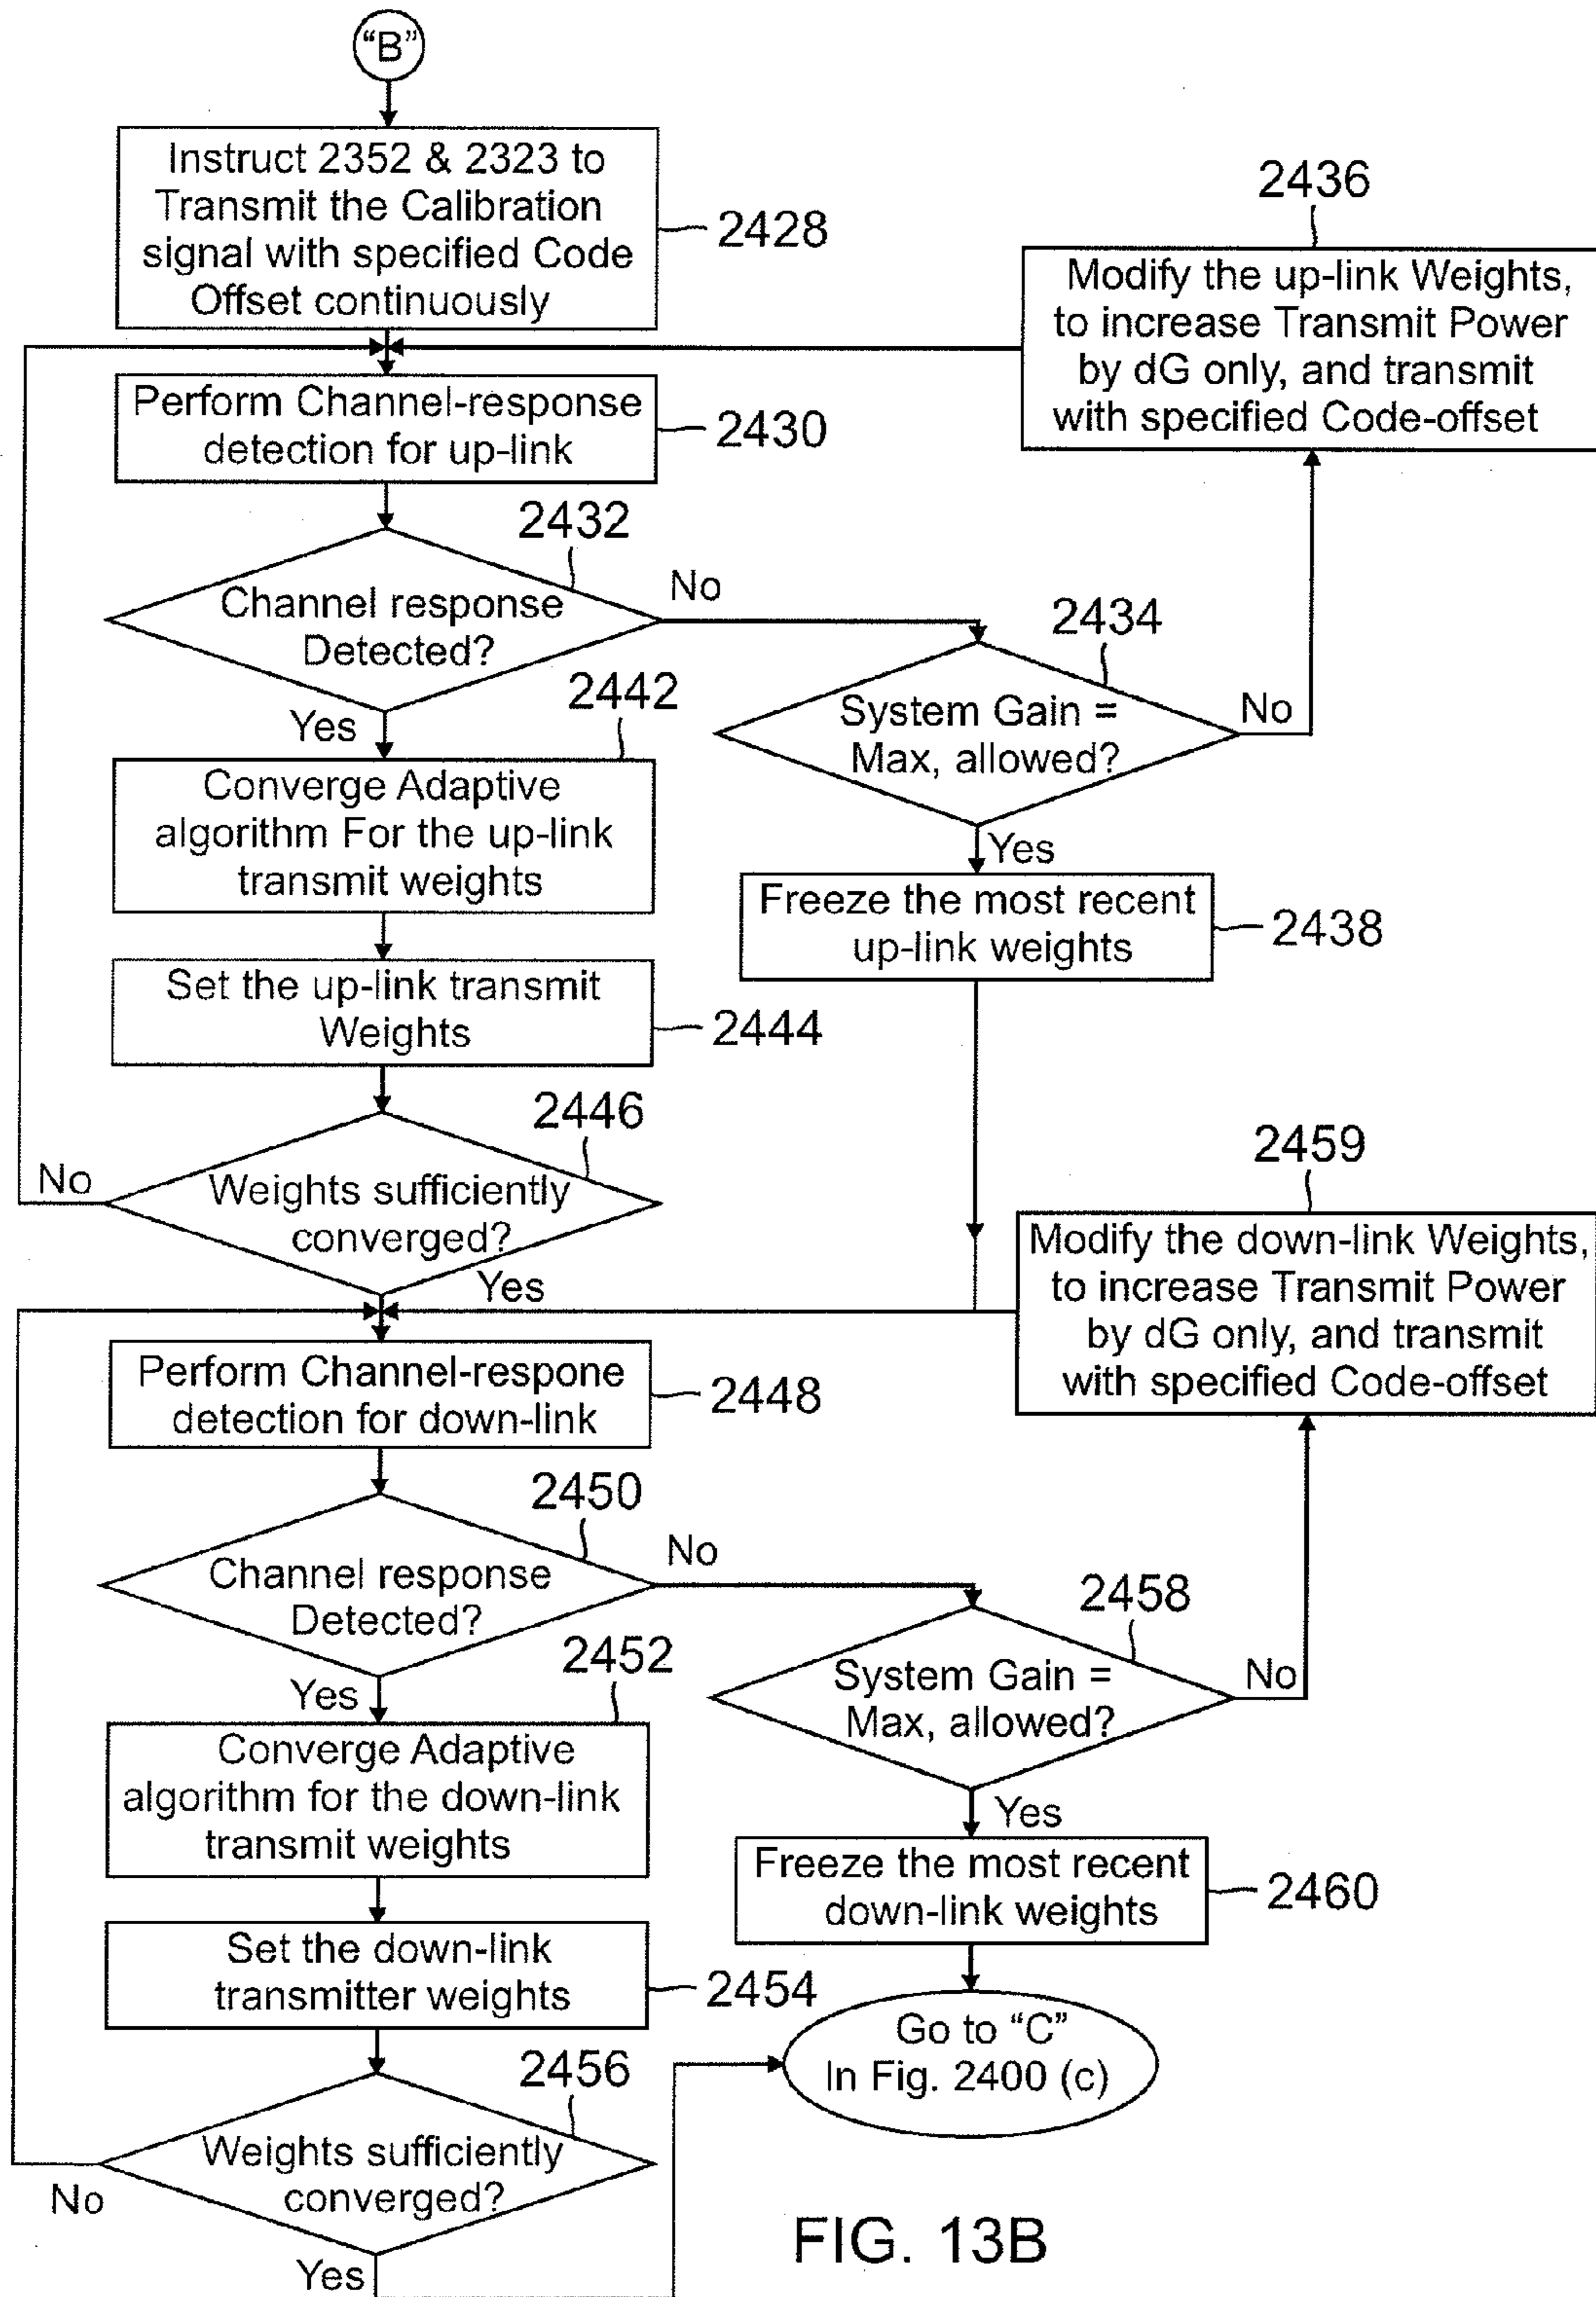 “B”
Instruct 2352 & 2323 to
Transmit the Calibration
signal with specified Code
Offset continuously
2428
2436
Modify the up-link Weights,
to increase Transmit Power
by dG only, and transmit
with specified Code-offset
Perform Channel-response
detection for up-link
2430
2432
Channel response
Detected?
No
2434
System Gain =
Max, allowed?
No
Yes
2442
Converge Adaptive
algorithm For the up-link
transmit weights
Yes
Freeze the most recent
up-link weights
2438
Set the up-link transmit
Weights
2444
2446
Weights sufficiently
converged?
No
Yes
2459
Modify the down-link Weights,
to increase Transmit Power
by dG only, and transmit
with specified Code-offset
Perform Channel-respone
detection for down-link
2448
2450
Channel response
Detected?
No
2458
System Gain =
Max, allowed?
No
Yes
2452
Converge Adaptive
algorithm for the down-link
transmit weights
Yes
Freeze the most recent
down-link weights
2460
Set the down-link
transmitter weights
2454
Go to “C”
In Fig. 2400 (c)
2456
Weights sufficiently
converged?
No
Yes
FIG. 13B